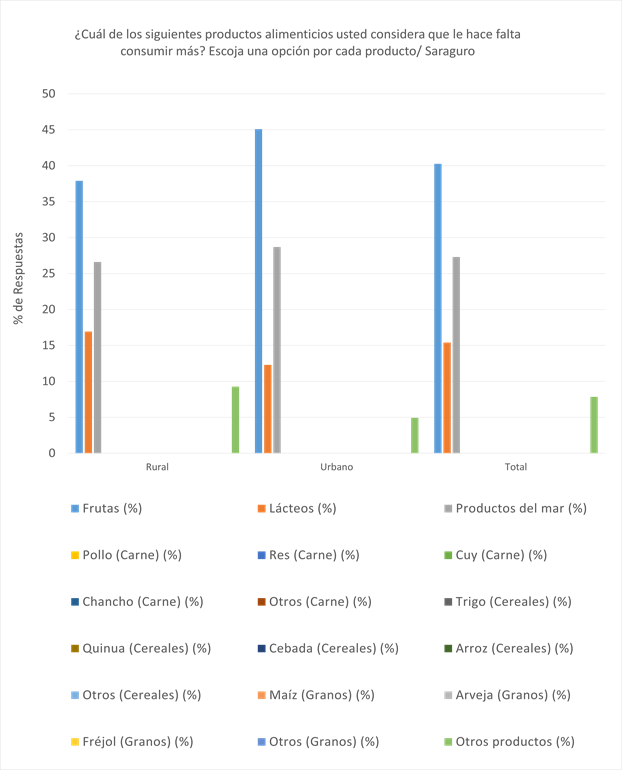 ¿Cuál de los siguientes productos alimenticios usted considera que le hace falta
consumir más? Escoja una opción por cada producto/ Saraguro
% de Respuestas
50
45
40
35
30
25
20
15
10
5
0
Rural
Urbano
Total
Frutas (%)
Lácteos (%)
Productos del mar (%)
Pollo (Carne) (%)
Res (Carne) (%)
Cuy (Carne) (%)
Chancho (Carne) (%)
Otros (Carne) (%)
Trigo (Cereales) (%)
Quinua (Cereales) (%)
Cebada (Cereales) (%)
Arroz (Cereales) (%)
Otros (Cereales) (%)
Maíz (Granos) (%)
Arveja (Granos) (%)
Fréjol (Granos) (%)
Otros (Granos) (%)
Otros productos (%)